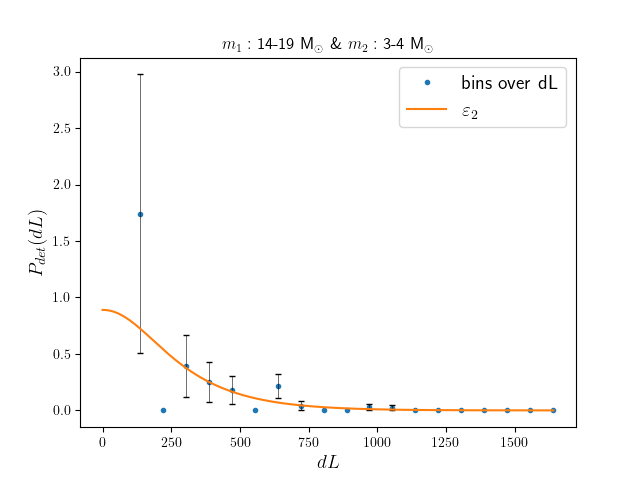 m₁ : 14-19 M⊙ & m₂ : 3-4 M⊙
bins over dL
ε₂
P_det(dL)
3.0
2.5
2.0
1.5
1.0
0.5
0.0
0 250 500 750 1000 1250 1500
dL